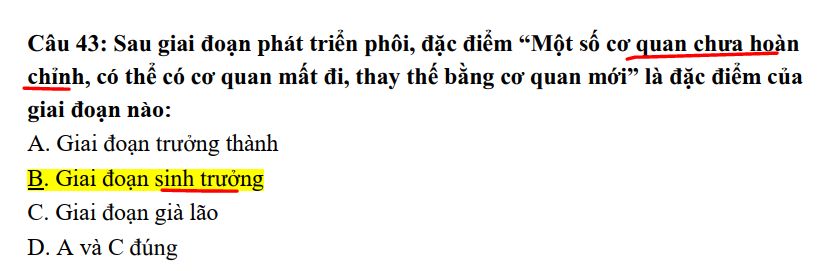 Câu 43: Sau giai đoạn phát triển phôi, đặc điểm “Một số cơ quan chưa hoàn
chỉnh, có thể có cơ quan mất đi, thay thế bằng cơ quan mới” là đặc điểm của
giai đoạn nào:
A. Giai đoạn trưởng thành
B. Giai đoạn sinh trưởng
C. Giai đoạn già lão
D. A và C đúng